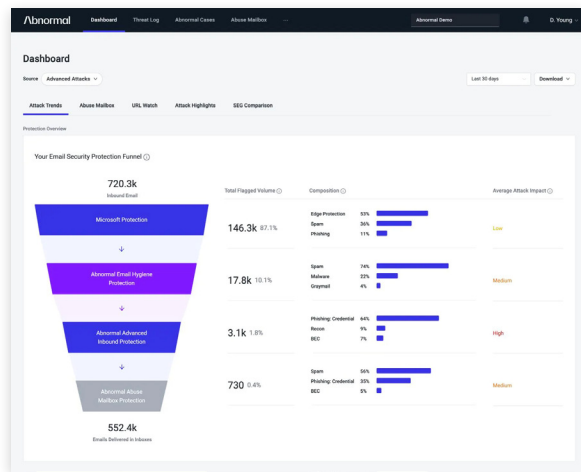 Abnormal Dashboard Threat Log Abnormal Cases Abuse Mailbox ... Abnormal Demo D. Young
Dashboard
Source Advanced Attacks Last 30 days Download
Attack Trends Abuse Mailbox URL Watch Attack Highlights SEG Comparison
Protection Overview
Your Email Security Protection Funnel
720.3k
Inbound Email
Total Flagged Volume Composition Average Attack Impact
Microsoft Protection
146.3k 87.1%
Edge Protection 53%
Spam 36%
Phishing 11%
Low
Abnormal Email Hygiene
Protection
17.8k 10.1%
Spam 74%
Malware 22%
Graymail 4%
Medium
Abnormal Advanced
Inbound Protection
3.1k 1.8%
Phishing: Credential 64%
Recon 9%
BEC 7%
High
Abnormal Abuse
Mailbox Protection
730 0.4%
Spam 56%
Phishing: Credential 35%
BEC 5%
Medium
552.4k
Emails Delivered in Inboxes